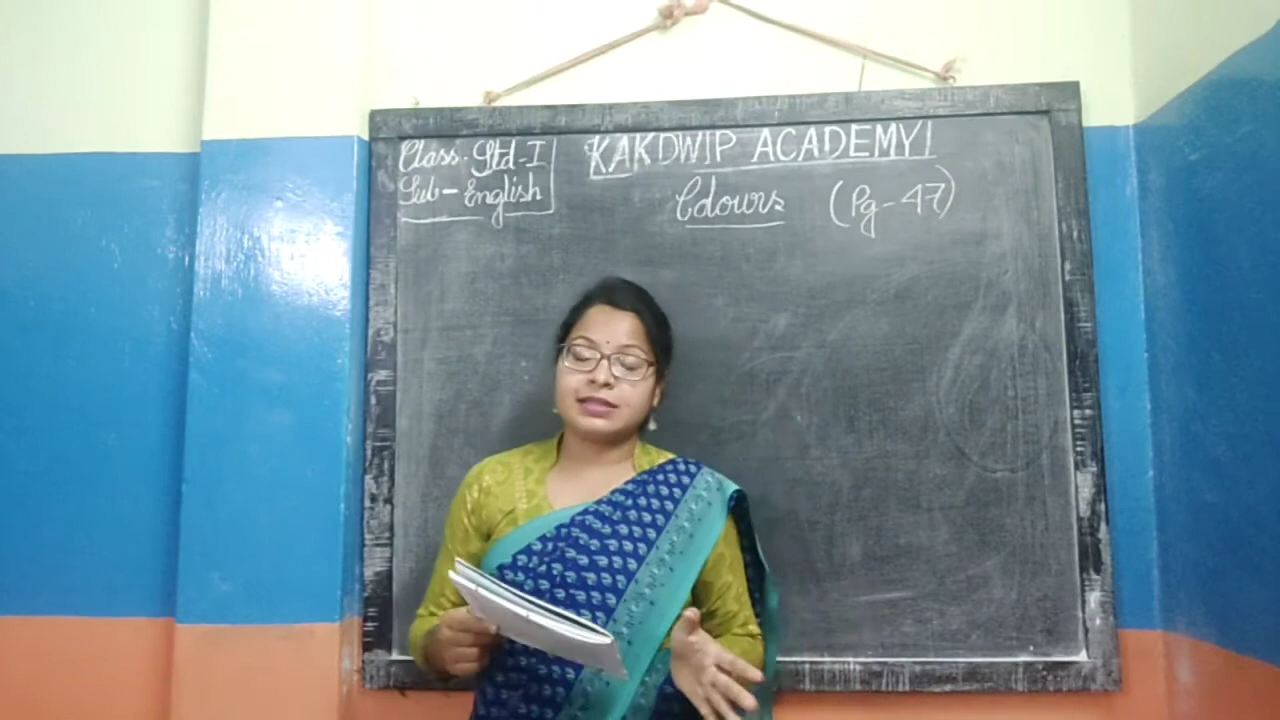 Class - Std-I
Sub - English
KAKDWIP ACADEMY
Colours (Pg-47)